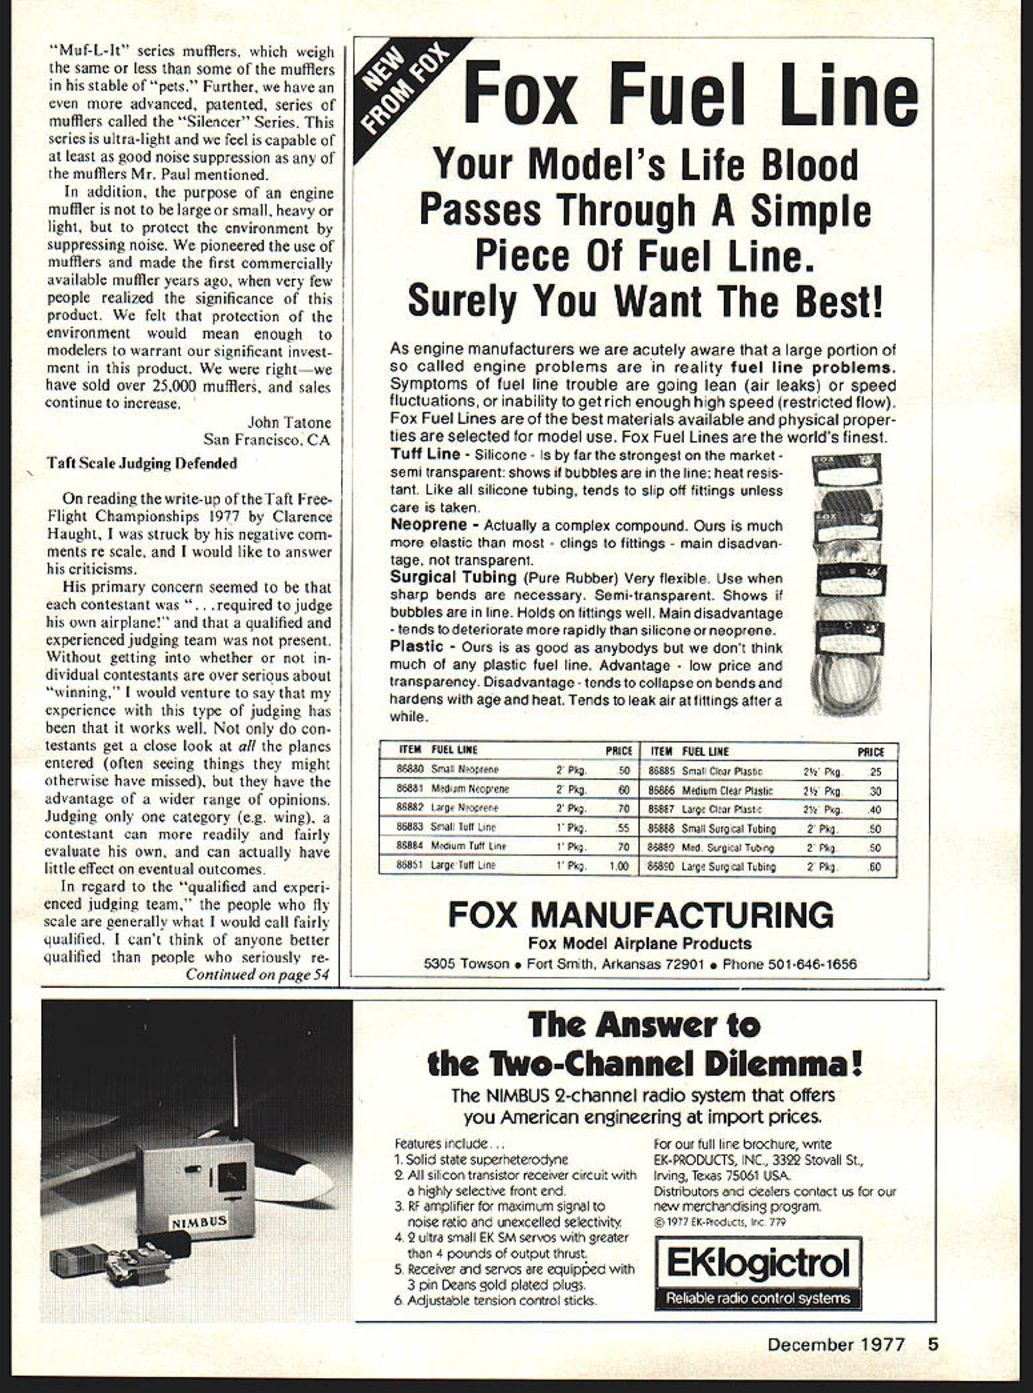 "Muf-L-It" series mufflers, which weigh
the same or less than some of the mufflers
in his stable of "pets." Further, we have an
even more advanced, patented, series of
mufflers called the "Silencer" Series. This
series is ultra-light and we feel is capable of
at least as good noise suppression as any of
the mufflers Mr. Paul mentioned.
In addition, the purpose of an engine
muffler is not to be large or small, heavy or
light, but to protect the environment by
suppressing noise. We pioneered the use of
mufflers and made the first commercially
available muffler years ago, when very few
people realized the significance of this
product. We felt that protection of the
environment would mean enough to
modelers to warrant our significant invest-
ment in this product. We were right—we
have sold over 25,000 mufflers, and sales
continue to increase.
John Tatone
San Francisco, CA
Taft Scale Judging Defended
On reading the write-up of the Taft Free-
Flight Championships 1977 by Clarence
Haught, I was struck by his negative com-
ments re scale, and I would like to answer
his criticisms.
His primary concern seemed to be that
each contestant was "...required to judge
his own airplane!" and that a qualified and
experienced judging team was not present.
Without getting into whether or not in-
dividual contestants are over serious about
"winning," I would venture to say that my
experience with this type of judging has
been that it works well. Not only do con-
testants get a close look at all the planes
entered (often seeing things they might
otherwise have missed), but they have the
advantage of a wider range of opinions.
Judging only one category (e.g. wing), a
contestant can more readily and fairly
evaluate his own, and can actually have
little effect on eventual outcomes.
In regard to the "qualified and experi-
enced judging team," the people who fly
scale are generally what I would call fairly
qualified. I can't think of anyone better
qualified than people who seriously re-
Continued on page 54
NEW
FROM FOX
Fox Fuel Line
Your Model's Life Blood
Passes Through A Simple
Piece Of Fuel Line.
Surely You Want The Best!
As engine manufacturers we are acutely aware that a large portion of
so called engine problems are in reality fuel line problems.
Symptoms of fuel line trouble are going lean (air leaks) or speed
fluctuations, or inability to get rich enough high speed (restricted flow).
Fox Fuel Lines are of the best materials available and physical proper-
ties are selected for model use. Fox Fuel Lines are the world's finest.
Tuff Line - Silicone - Is by far the strongest on the market -
semi transparent: shows if bubbles are in the line; heat resis-
tant. Like all silicone tubing, tends to slip off fittings unless
care is taken.
Neoprene - Actually a complex compound. Ours is much
more elastic than most - clings to fittings - main disadvan-
tage, not transparent.
Surgical Tubing (Pure Rubber) Very flexible. Use when
sharp bends are necessary. Semi-transparent. Shows if
bubbles are in line. Holds on fittings well. Main disadvantage
- tends to deteriorate more rapidly than silicone or neoprene.
Plastic - Ours is as good as anybodys but we don't think
much of any plastic fuel line. Advantage - low price and
transparency. Disadvantage - tends to collapse on bends and
hardens with age and heat. Tends to leak air at fittings after a
while.
FOX
FOX
ITEM FUEL LINE PRICE ITEM FUEL LINE PRICE
86880 Small Neoprene 2' Pkg. .50 86885 Small Clear Plastic 2½' Pkg. .25
86881 Medium Neoprene 2' Pkg. .60 86886 Medium Clear Plastic 2½' Pkg. .30
86882 Large Neoprene 2' Pkg. .70 86887 Large Clear Plastic 2½' Pkg. .40
86883 Small Tuff Line 1' Pkg. .55 86888 Small Surgical Tubing 2' Pkg. .50
86884 Medium Tuff Line 1' Pkg. .70 86889 Med. Surgical Tubing 2' Pkg. .50
86851 Large Tuff Line 1' Pkg. 1.00 86890 Large Surgical Tubing 2' Pkg. .60
FOX MANUFACTURING
Fox Model Airplane Products
5305 Towson • Fort Smith, Arkansas 72901 • Phone 501-646-1656
NIMBUS
The Answer to
the Two-Channel Dilemma!
The NIMBUS 2-channel radio system that offers
you American engineering at import prices.
Features include...
1. Solid state superheterodyne
2. All silicon transistor receiver circuit with
a highly selective front end.
3. RF amplifier for maximum signal to
noise ratio and unexcelled selectivity.
4. 2 ultra small EK SM servos with greater
than 4 pounds of output thrust.
5. Receiver and servos are equipped with
3 pin Deans gold plated plugs.
6. Adjustable tension control sticks.
For our full line brochure, write
EK-PRODUCTS, INC., 3322 Stovall St.,
Irving, Texas 75061 USA.
Distributors and dealers contact us for our
new merchandising program.
© 1977 EK-Products, Inc. 779
EK-logictrol
Reliable radio control systems
December 1977 5